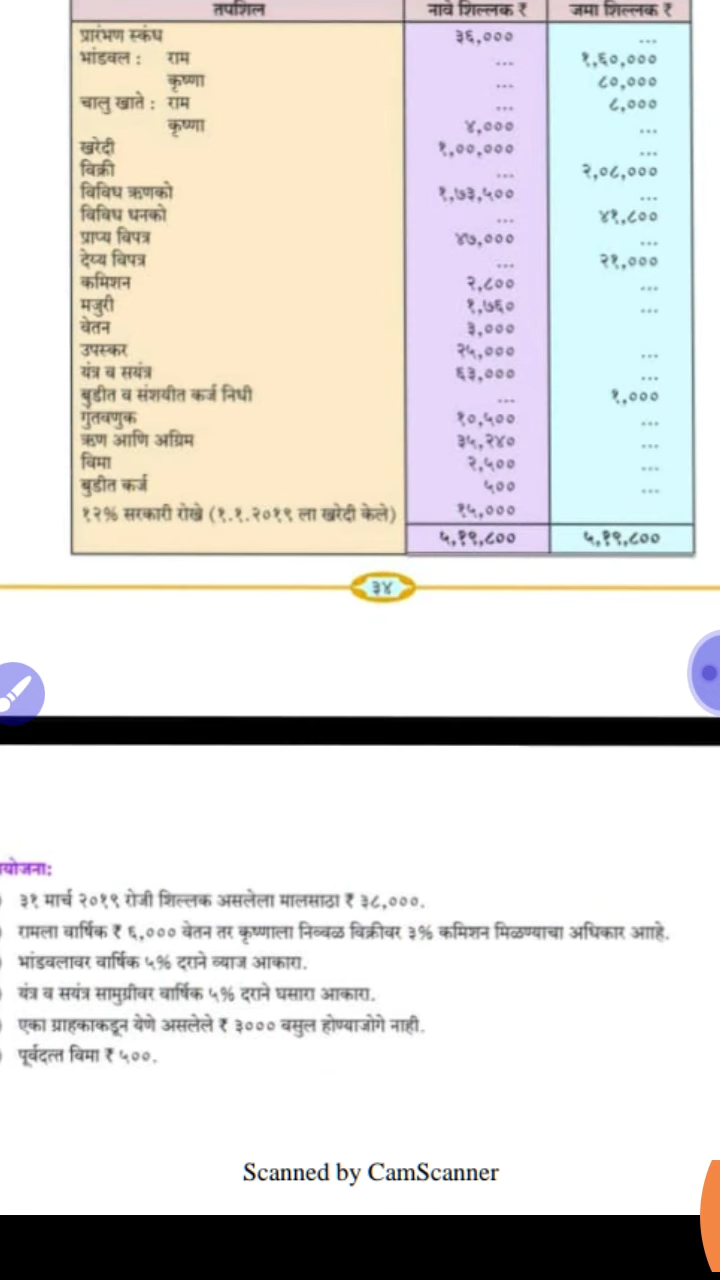 तपशिल नावे शिल्लक ₹ जमा शिल्लक ₹
प्रारंभण स्कंध ३६,००० ...
भांडवल : राम ... १,६०,०००
कृष्णा ... ८०,०००
चालु खाते : राम ... ८,०००
कृष्णा ४,००० ...
खरेदी १,००,००० ...
विक्री ... २,०८,०००
विविध ऋणको १,७३,५०० ...
विविध धनको ... ४१,८००
प्राप्य विपत्र ४७,००० ...
देय्य विपत्र ... २१,०००
कमिशन २,८०० ...
मजुरी १,७६० ...
वेतन ३,०००
उपस्कर २५,००० ...
यंत्र व सयंत्र ६३,००० ...
बुडीत व संशयीत कर्ज निधी ... १,०००
गुंतवणुक १०,५०० ...
ऋण आणि अग्रिम ३५,२४० ...
विमा २,५०० ...
बुडीत कर्ज ५०० ...
१२% सरकारी रोखे (१.१.२०१९ ला खरेदी केले) १५,०००
५,१९,८०० ५,१९,८००
३४
योजना:
) ३१ मार्च २०१९ रोजी शिल्लक असलेला मालसाठा ₹ ३८,०००.
) रामला वार्षिक ₹ ६,००० वेतन तर कृष्णाला निव्वळ विक्रीवर ३% कमिशन मिळण्याचा अधिकार आाहे.
) भांडवलावर वार्षिक ५% दराने व्याज आकारा.
) यंत्र व सयंत्र सामुग्रीवर वार्षिक ५% दराने घसारा आकारा.
) एका ग्राहकाकडून येणे असलेले ₹ ३००० वसुल होण्याजोगे नाही.
) पूर्वदत्त विमा ₹ ५००.
Scanned by CamScanner